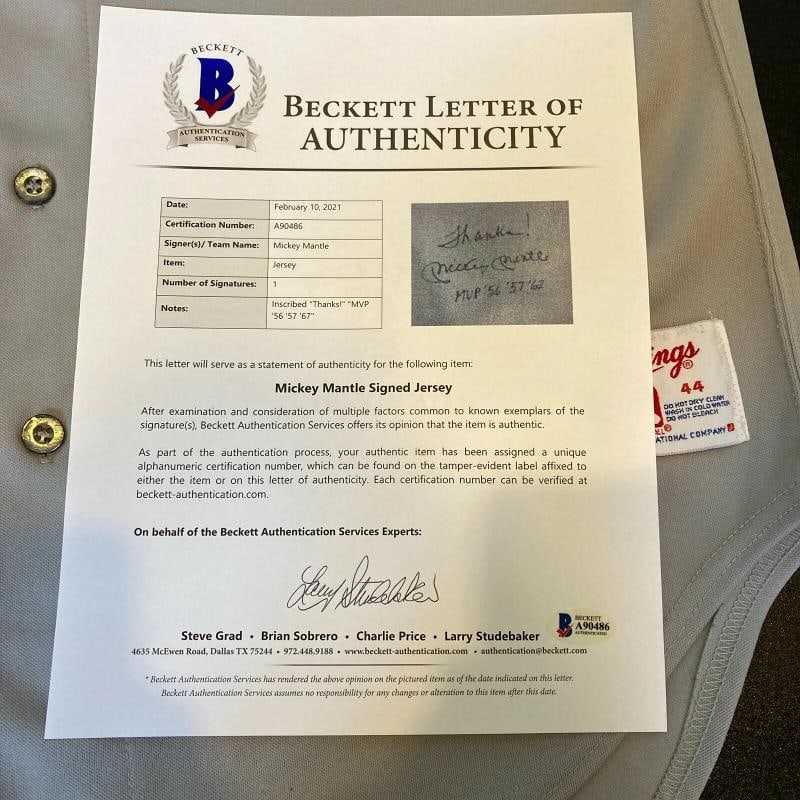 BECKETT
B
AUTHENTICATION
SERVICES
BECKETT LETTER OF
AUTHENTICITY
Date: February 10, 2021
Certification Number: A90486
Signer(s)/ Team Name: Mickey Mantle
Item: Jersey
Number of Signatures: 1
Notes: Inscribed "Thanks!" "MVP
'56 '57 '67"
Thanks!
Mickey Mantle
MVP '56 '57 '62
This letter will serve as a statement of authenticity for the following item:
Mickey Mantle Signed Jersey
After examination and consideration of multiple factors common to known exemplars of the
signature(s), Beckett Authentication Services offers its opinion that the item is authentic.
As part of the authentication process, your authentic item has been assigned a unique
alphanumeric certification number, which can be found on the tamper-evident label affixed to
either the item or on this letter of authenticity. Each certification number can be verified at
beckett-authentication.com.
On behalf of the Beckett Authentication Services Experts:
Larry Studebaker
Steve Grad • Brian Sobrero • Charlie Price • Larry Studebaker
4635 McEwen Road, Dallas TX 75244 • 972.448.9188 • www.beckett-authentication.com • authentication@beckett.com
BECKETT
A90486
AUTHENTICATED
* Beckett Authentication Services has rendered the above opinion on the pictured item as of the date indicated on this letter.
Beckett Authentication Services assumes no responsibility for any changes or alteration to this item after this date.
ings®
44
DO NOT DRY CLEAN
WASH IN COLD WATER
DO NOT BLEACH
ATIONAL COMPANY